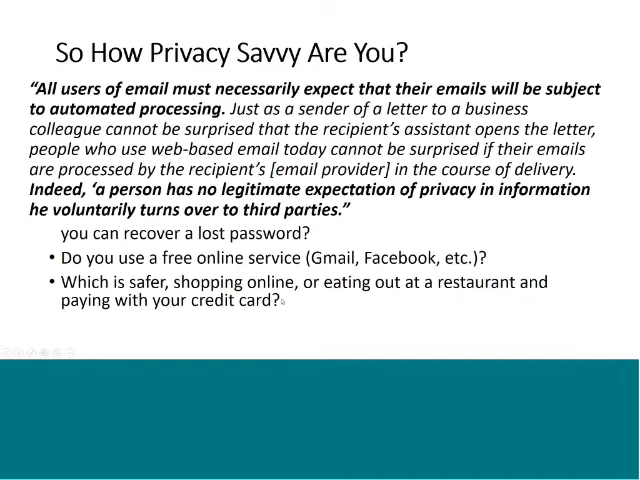 So How Privacy Savvy Are You?
“All users of email must necessarily expect that their emails will be subject
to automated processing. Just as a sender of a letter to a business
colleague cannot be surprised that the recipient’s assistant opens the letter,
people who use web-based email today cannot be surprised if their emails
are processed by the recipient’s [email provider] in the course of delivery.
Indeed, ‘a person has no legitimate expectation of privacy in information
he voluntarily turns over to third parties.”
you can recover a lost password?
• Do you use a free online service (Gmail, Facebook, etc.)?
• Which is safer, shopping online, or eating out at a restaurant and
paying with your credit card?